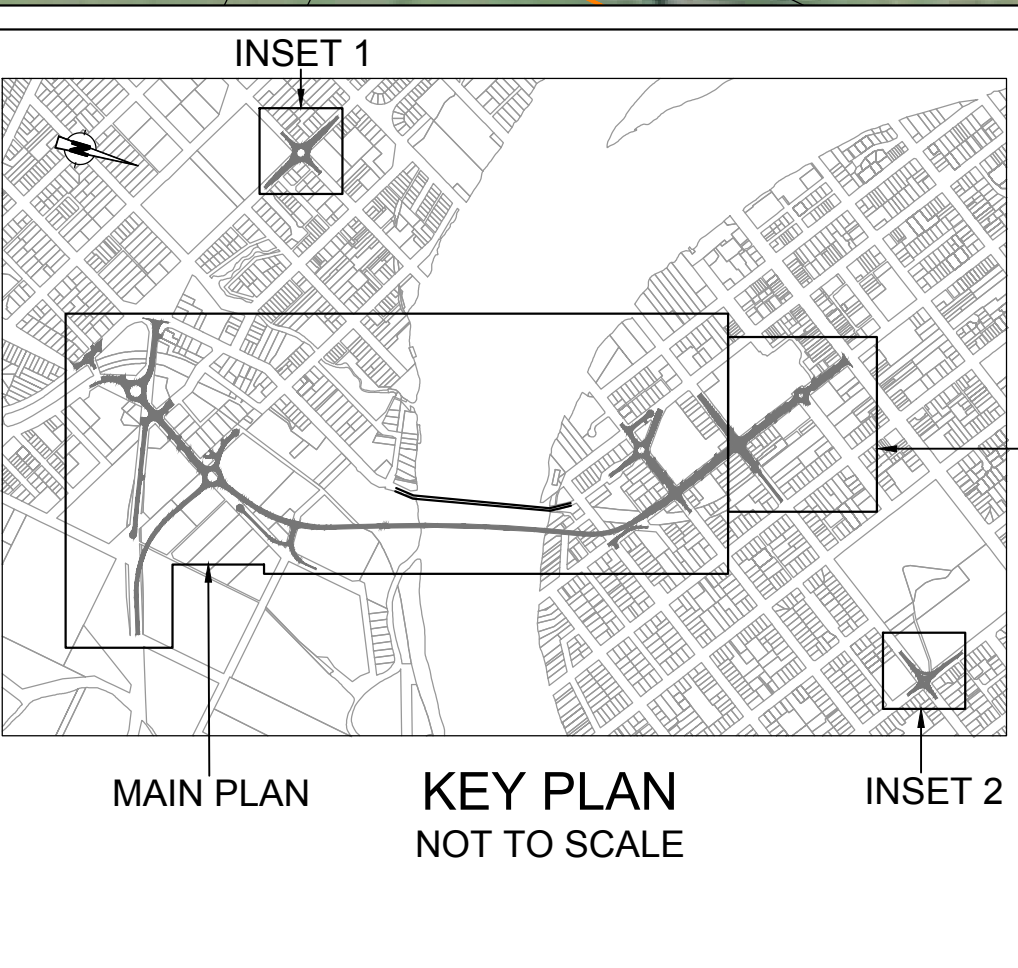 INSET 1
N
MAIN PLAN
KEY PLAN
NOT TO SCALE
INSET 2